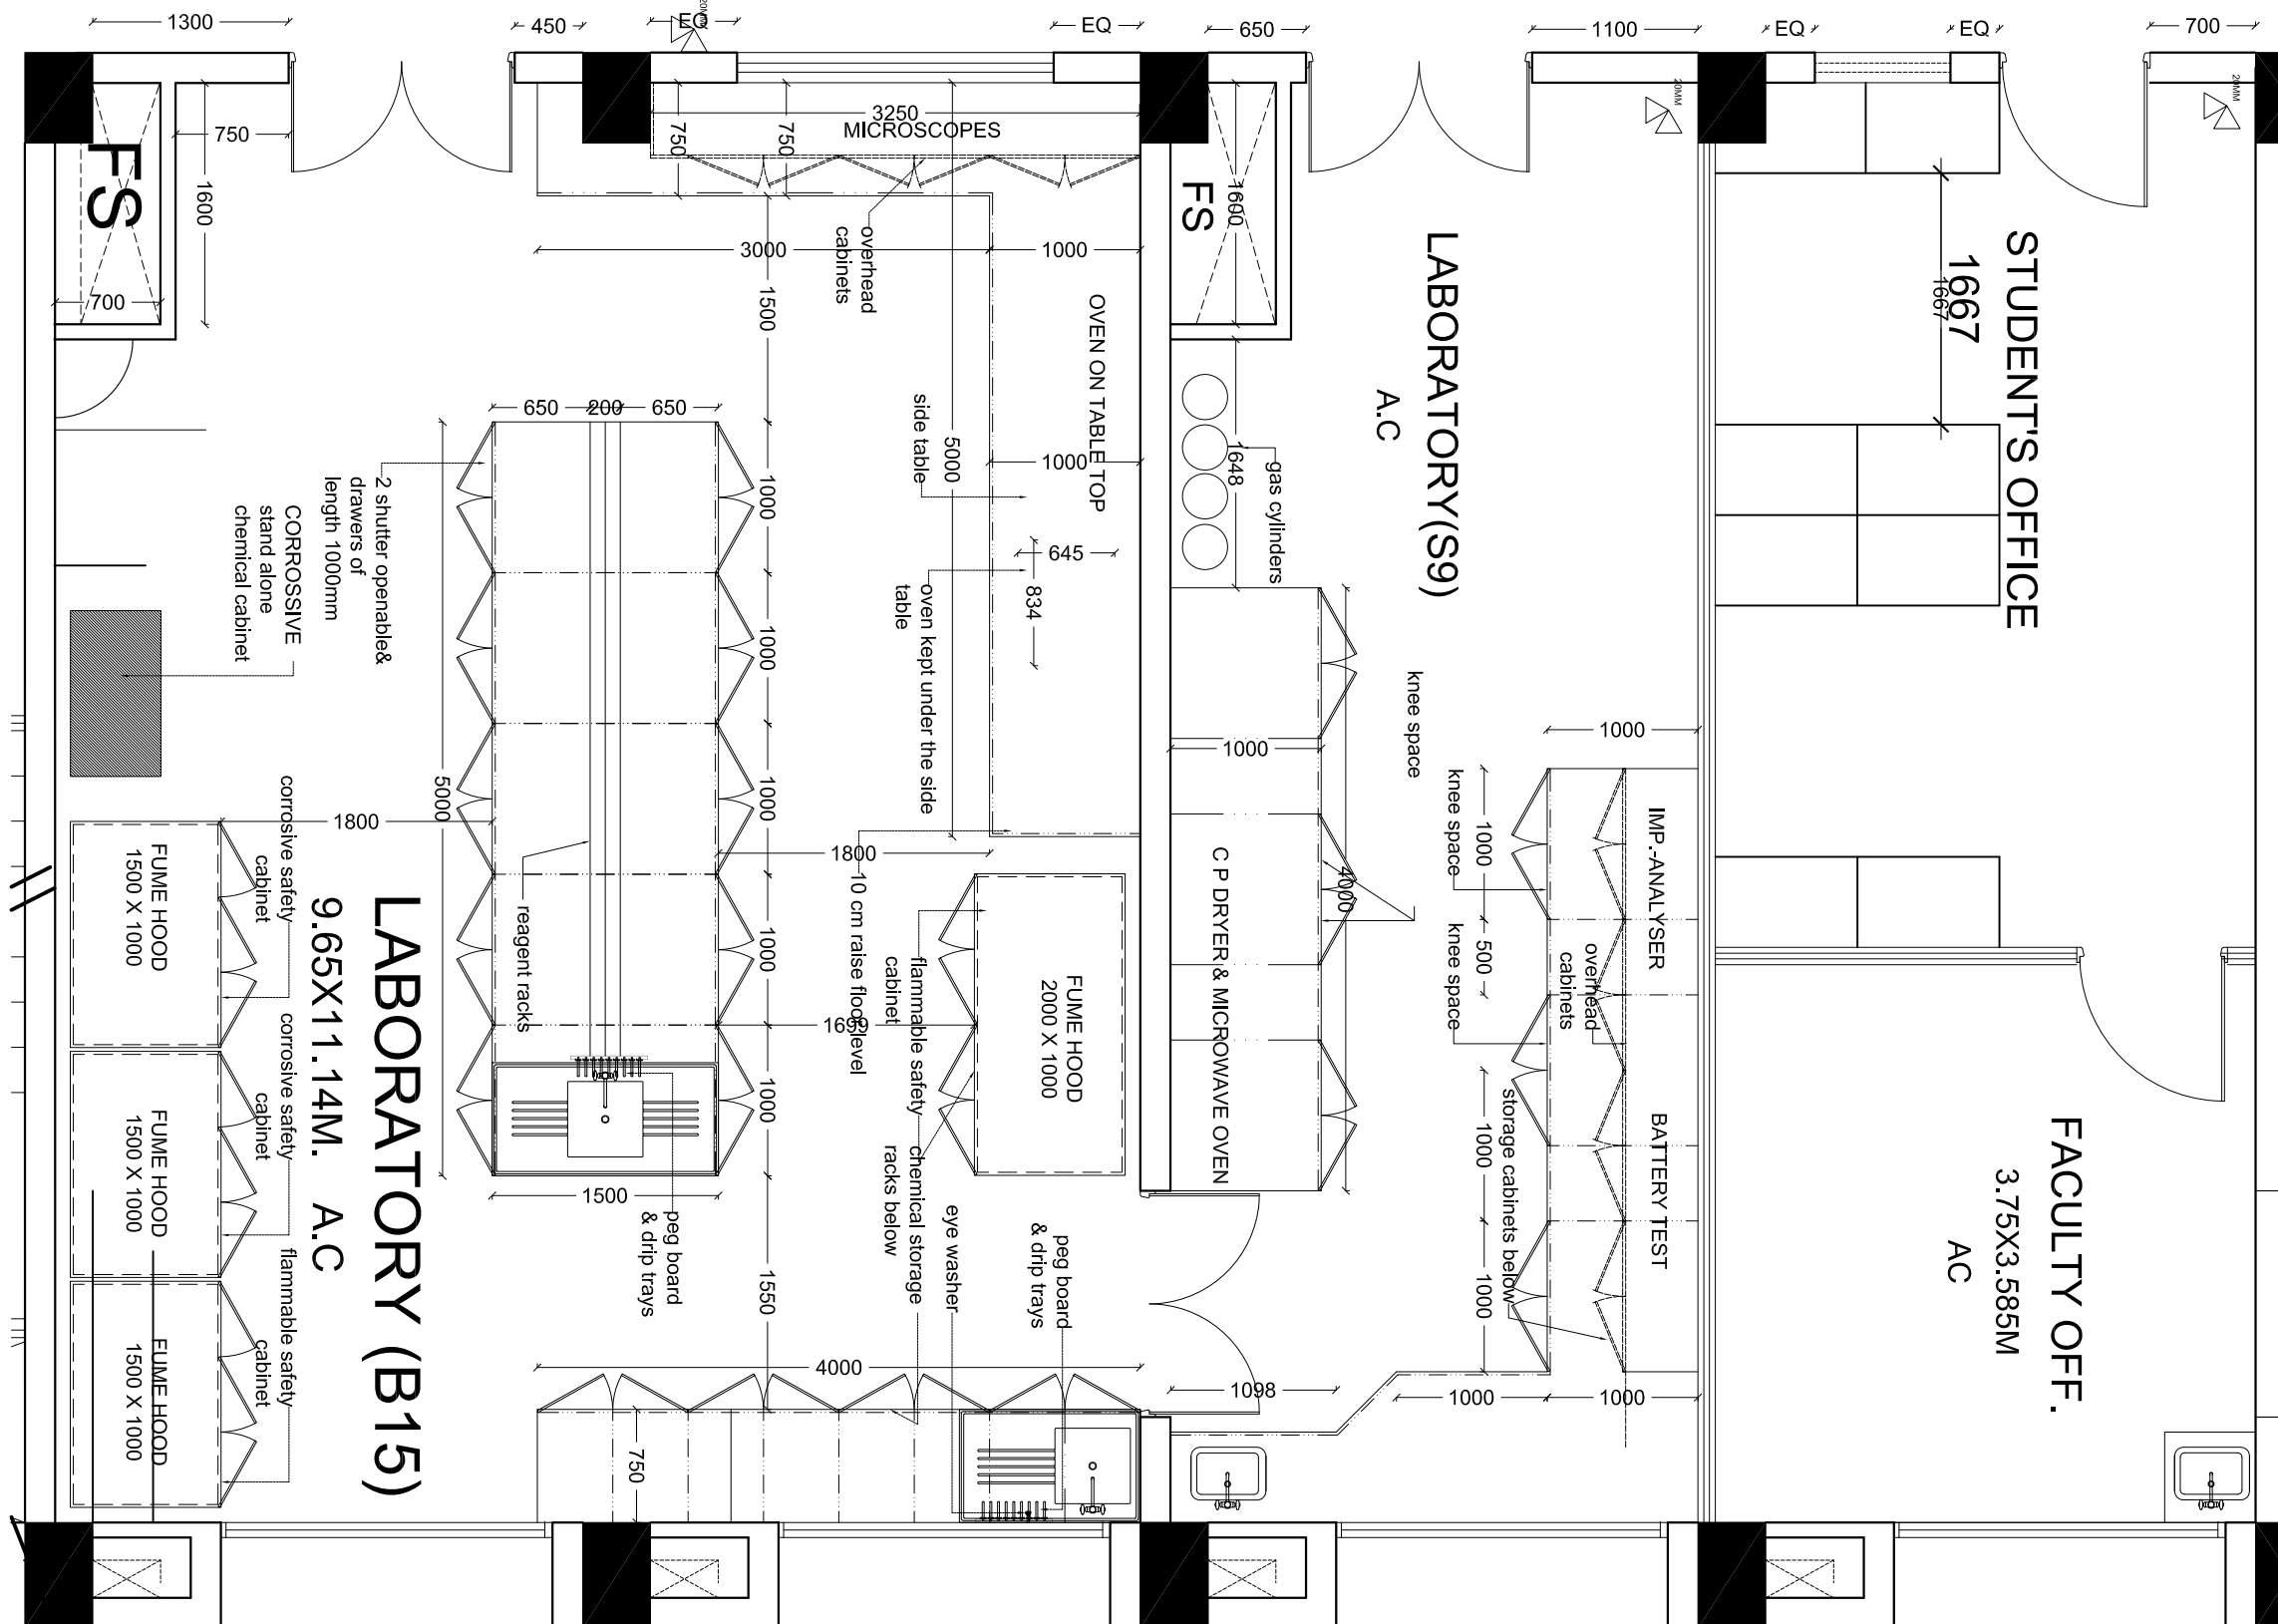 1300
450
EQ
20MM
EQ
650
1100
EQ
EQ
700
20MM
20MM
FS
750
1600
700
3250
MICROSCOPES
750
750
overhead
cabinets
3000
1000
1500
FS
1600
LABORATORY(S9)
A.C
STUDENT'S OFFICE
1667
1667
650
200
650
5000
1000
OVEN ON TABLE TOP
side table
645
834
oven kept under the side
table
1648
gas cylinders
2 shutter openable&
drawers of
length 1000mm
CORROSSIVE
stand alone
chemical cabinet
1000
1000
1000
1000
1000
5000
knee space
1000
4000
1000
knee space
1000
500
knee space
1000
1000
IMP.-ANALYSER
overhead
cabinets
BATTERY TEST
storage cabinets below
C P DRYER & MICROWAVE OVEN
1800
1800
10 cm raise floor level
1699
corrosive safety
cabinet
FUME HOOD
1500 X 1000
corrosive safety
cabinet
FUME HOOD
1500 X 1000
flammable safety
cabinet
FUME HOOD
1500 X 1000
LABORATORY (B15)
9.65X11.14M. A.C
reagent racks
flammable safety
cabinet
FUME HOOD
2000 X 1000
chemical storage
racks below
1500
peg board
& drip trays
eye washer
peg board
& drip trays
1550
4000
750
1098
1000
1000
FACULTY OFF.
3.75X3.585M
AC